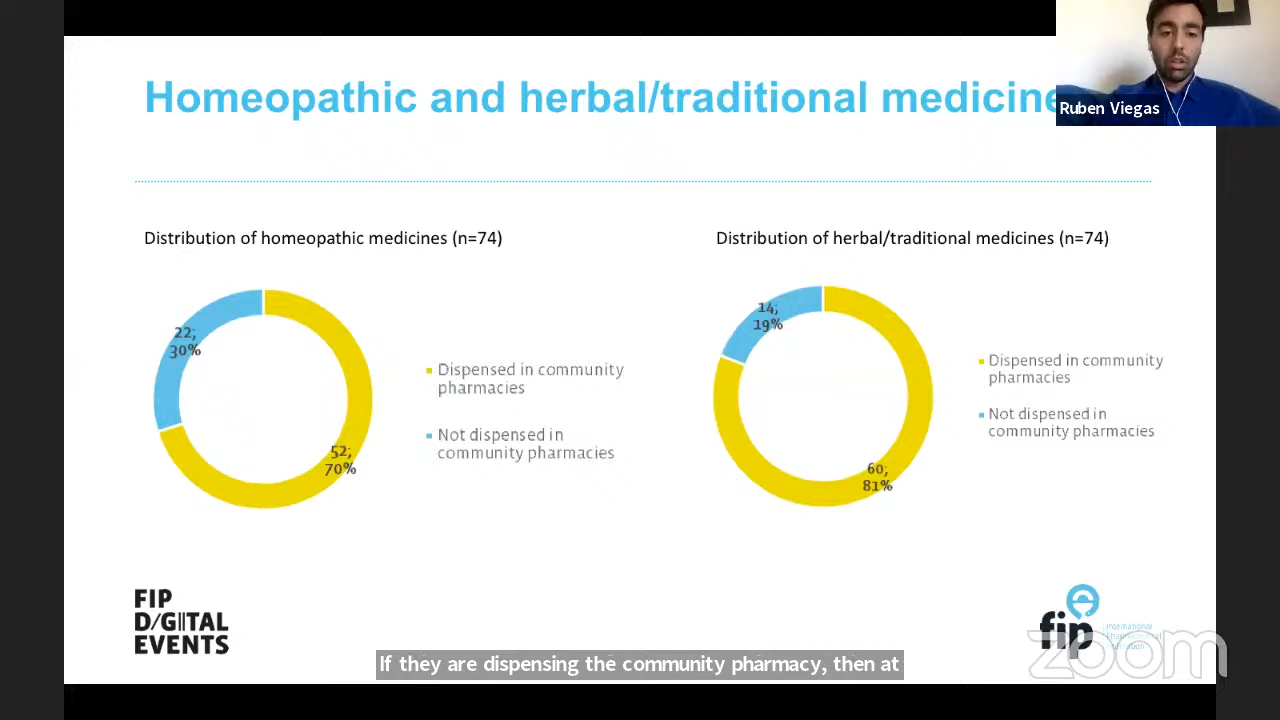 Homeopathic and herbal/traditional medicine
Ruben Viegas
Distribution of homeopathic medicines (n=74)
Distribution of herbal/traditional medicines (n=74)
22;
30%
52;
70%
Dispensed in community
pharmacies
Not dispensed in
community pharmacies
14;
19%
60;
81%
Dispensed in community
pharmacies
Not dispensed in
community pharmacies
FIP
D/GITAL
EVENTS
fip
International
Pharmaceutical
Federation
zoom
If they are dispensing the community pharmacy, then at